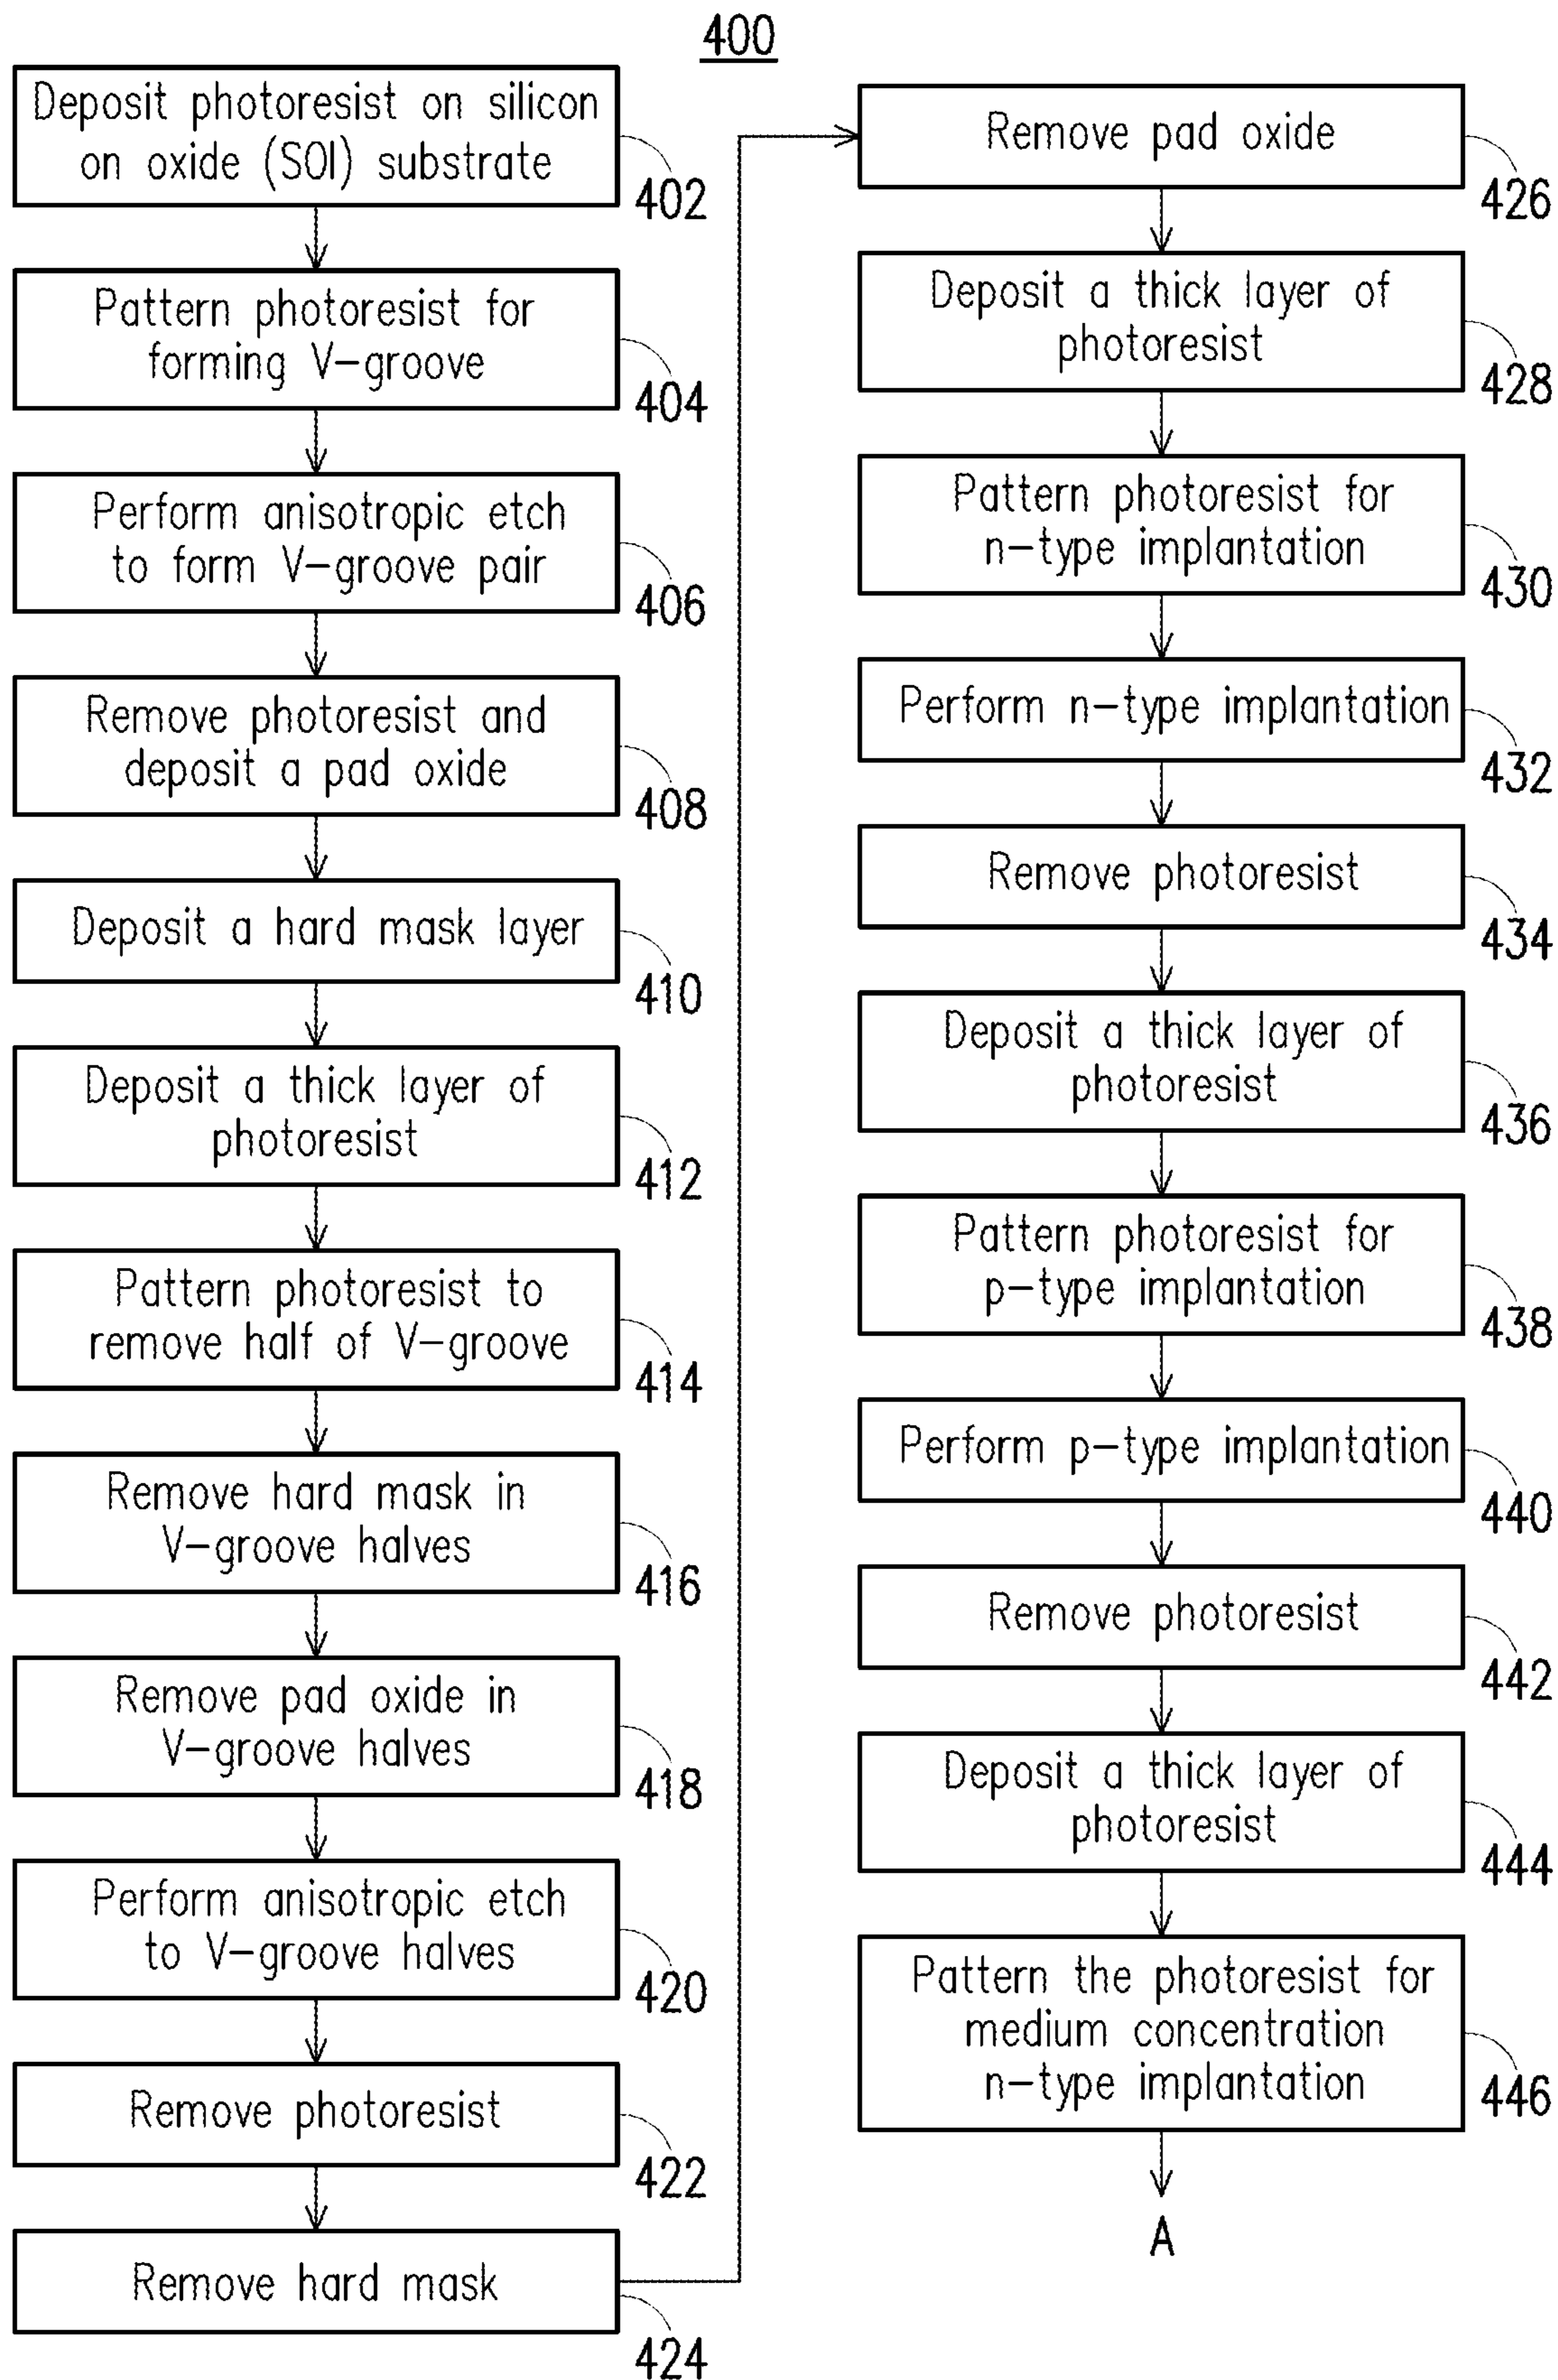 400
Deposit photoresist on silicon
on oxide (SOI) substrate
402
Pattern photoresist for
forming V-groove
404
Perform anisotropic etch
to form V-groove pair
406
Remove photoresist and
deposit a pad oxide
408
Deposit a hard mask layer
410
Deposit a thick layer of
photoresist
412
Pattern photoresist to
remove half of V-groove
414
Remove hard mask in
V-groove halves
416
Remove pad oxide in
V-groove halves
418
Perform anisotropic etch
to V-groove halves
420
Remove photoresist
422
Remove hard mask
424
Remove pad oxide
426
Deposit a thick layer of
photoresist
428
Pattern photoresist for
n-type implantation
430
Perform n-type implantation
432
Remove photoresist
434
Deposit a thick layer of
photoresist
436
Pattern photoresist for
p-type implantation
438
Perform p-type implantation
440
Remove photoresist
442
Deposit a thick layer of
photoresist
444
Pattern the photoresist for
medium concentration
n-type implantation
446
A